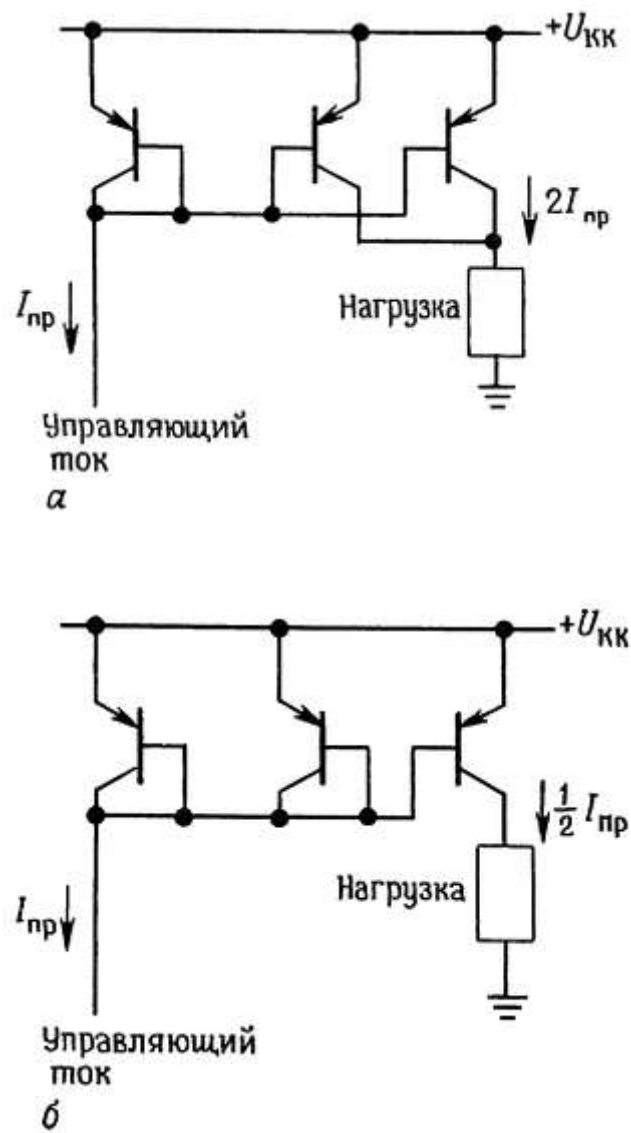 +Uкк
2Iпр
Iпр
Нагрузка
Управляющий
ток
а
+Uкк
1/2 Iпр
Нагрузка
Iпр
Управляющий
ток
б